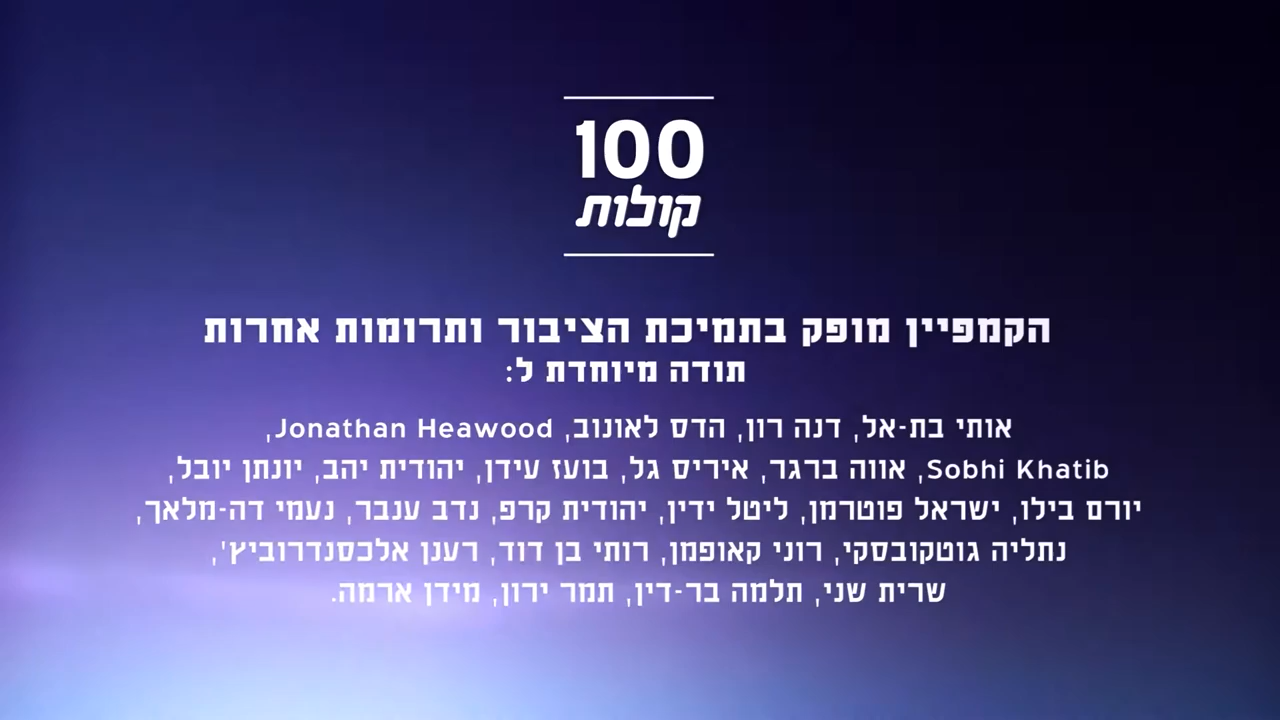 100
קולות
הקמפיין מופק בתמיכת הציבור ותרומות אחרות
תודה מיוחדת ל:
אותי בת-אל, דנה רון, הדס לאונוב, Jonathan Heawood,
Sobhi Khatib, אווה ברגר, איריס גל, בועז עידן, יהודית יהב, יונתן יובל,
יורם בילו, ישראל פוטרמן, ליטל ידין, יהודית קרפ, נדב ענבר, נעמי דה-מלאך,
נתליה גוטקובסקי, רוני קאופמן, רותי בן דוד, רענן אלכסנדרוביץ',
שרית שני, תלמה בר-דין, תמר ירון, מידן ארמה.